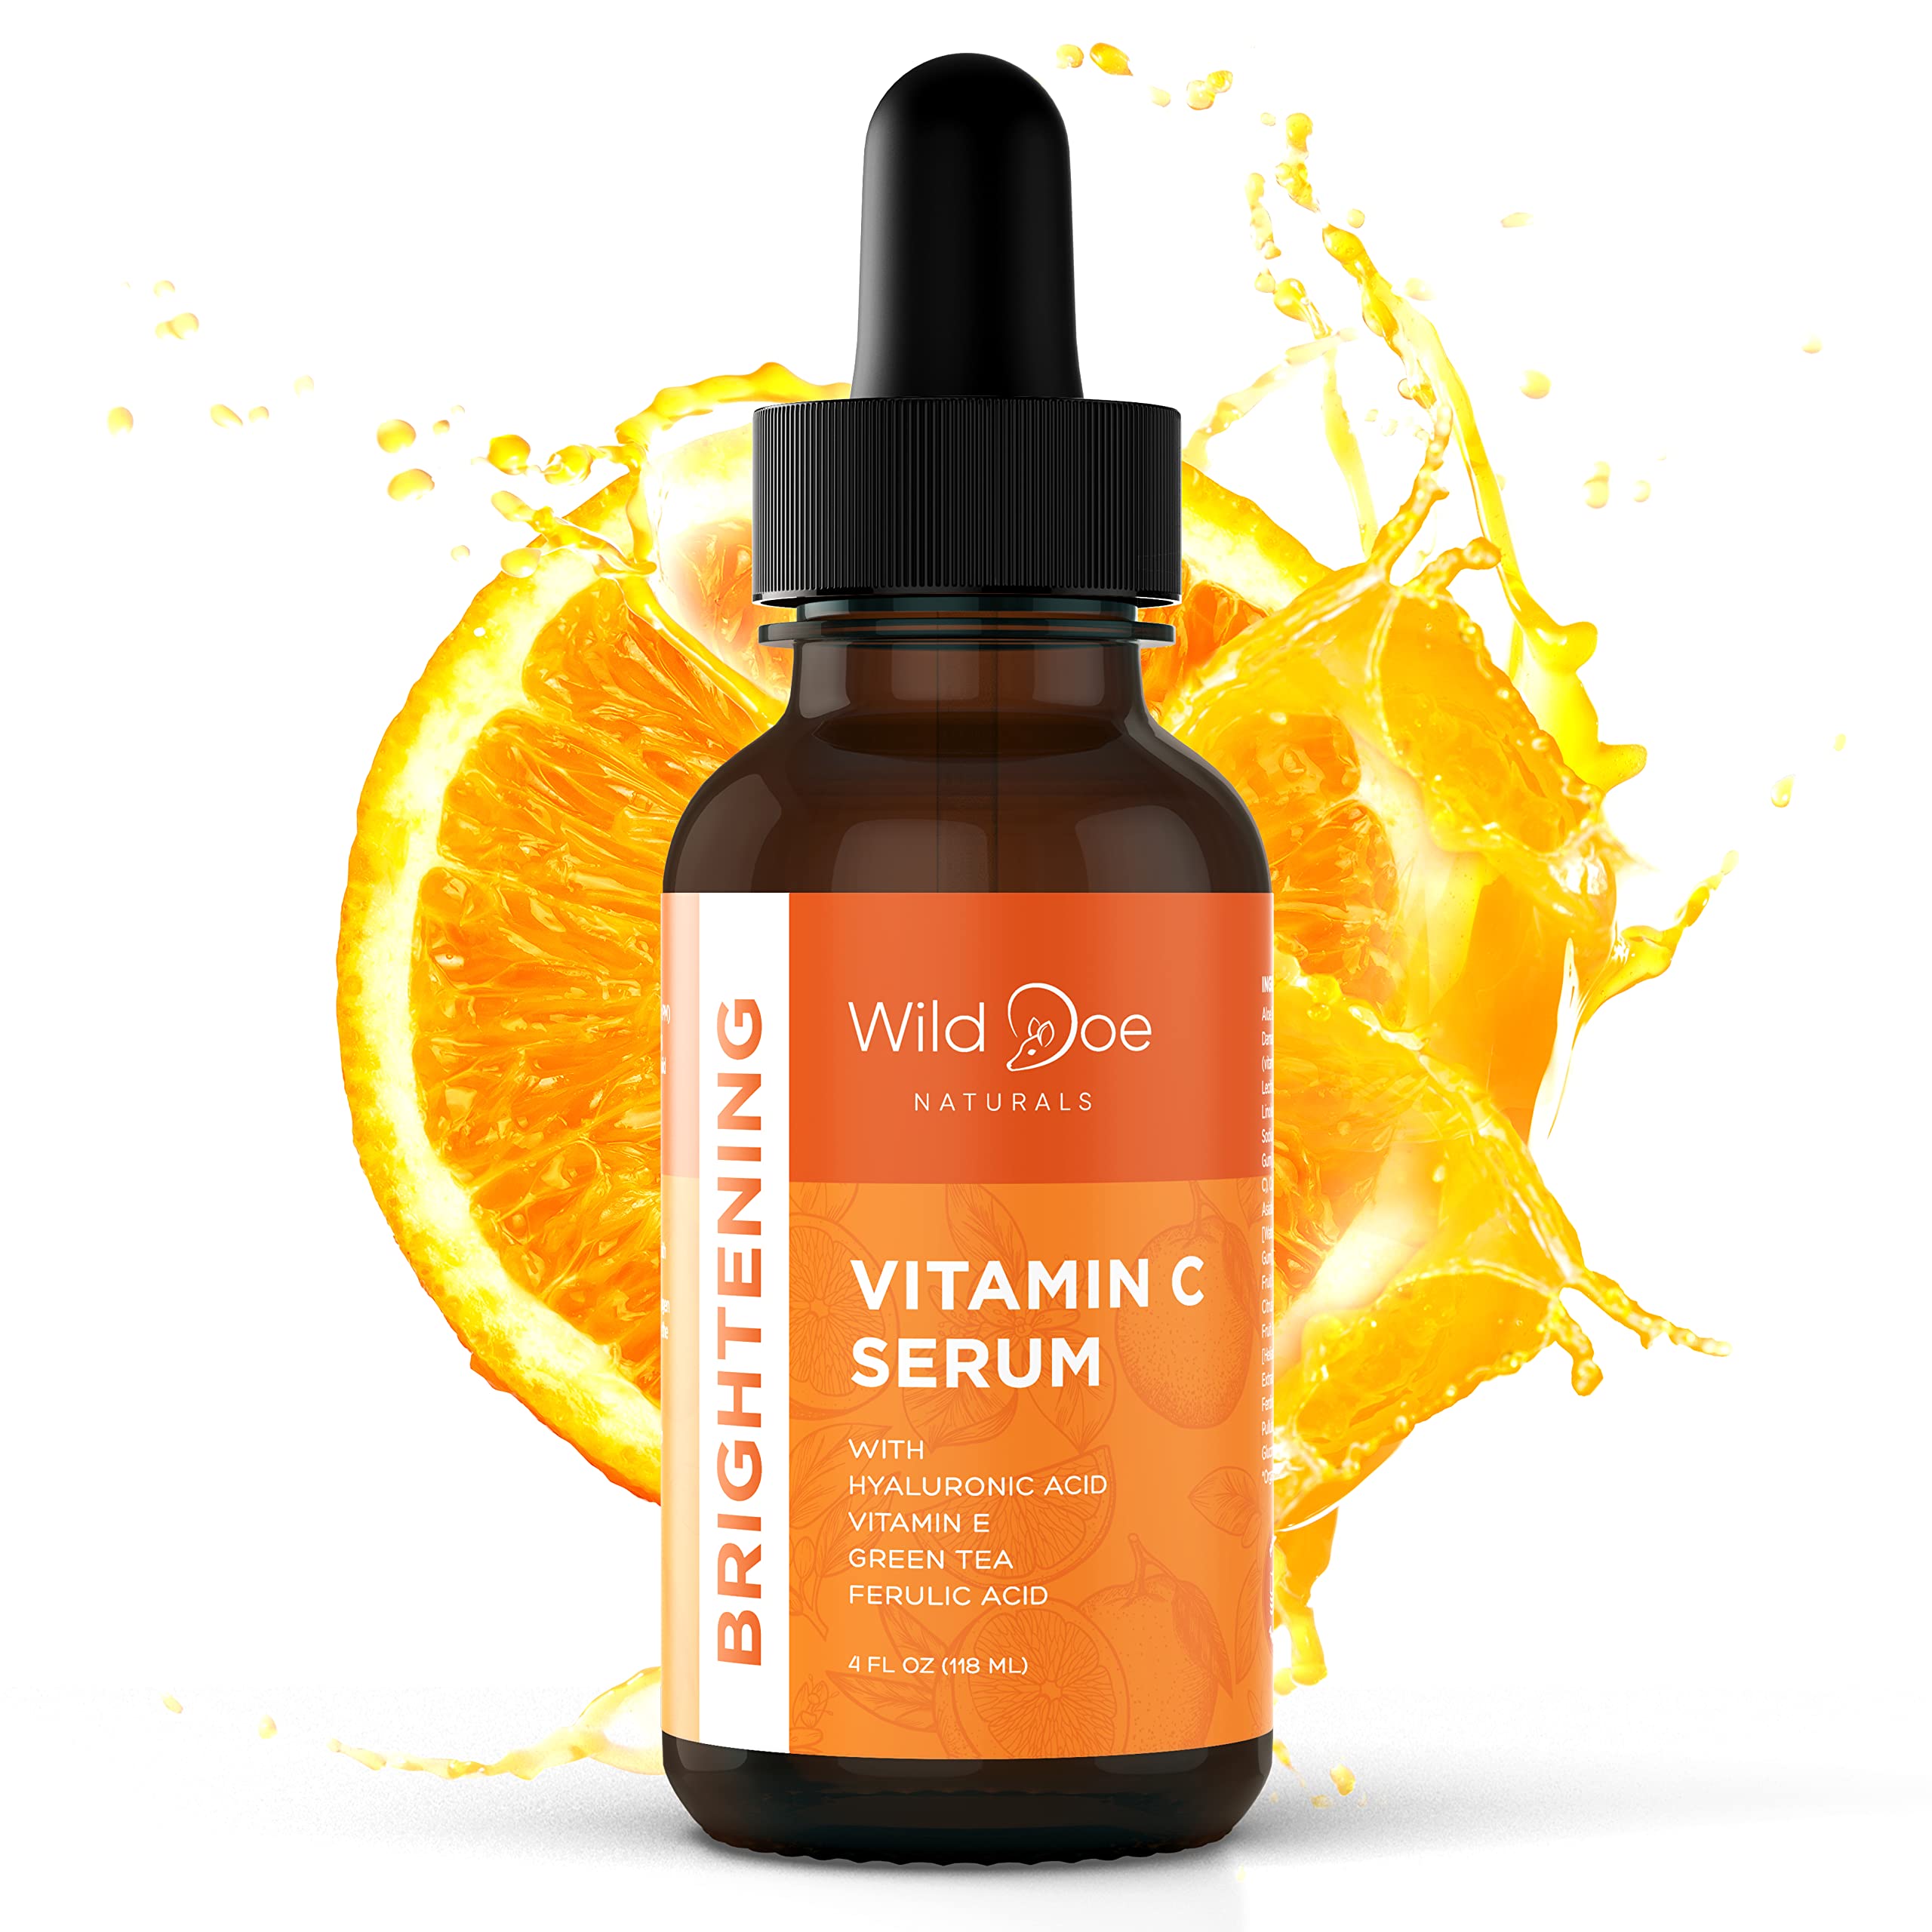 BRIGHTENING
Wild Doe
NATURALS
VITAMIN C
SERUM
WITH
HYALURONIC ACID
VITAMIN E
GREEN TEA
FERULIC ACID
4 FL OZ (118 ML)